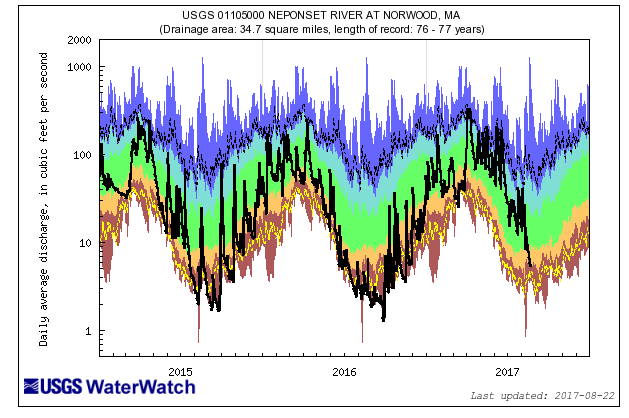 USGS 01105000 NEPONSET RIVER AT NORWOOD, MA
(Drainage area: 34.7 square miles, length of record: 76 - 77 years)
Daily average discharge, in cubic feet per second
2000
1000
100
10
1
2015 2016 2017
USGS WaterWatch
Last updated: 2017-08-22